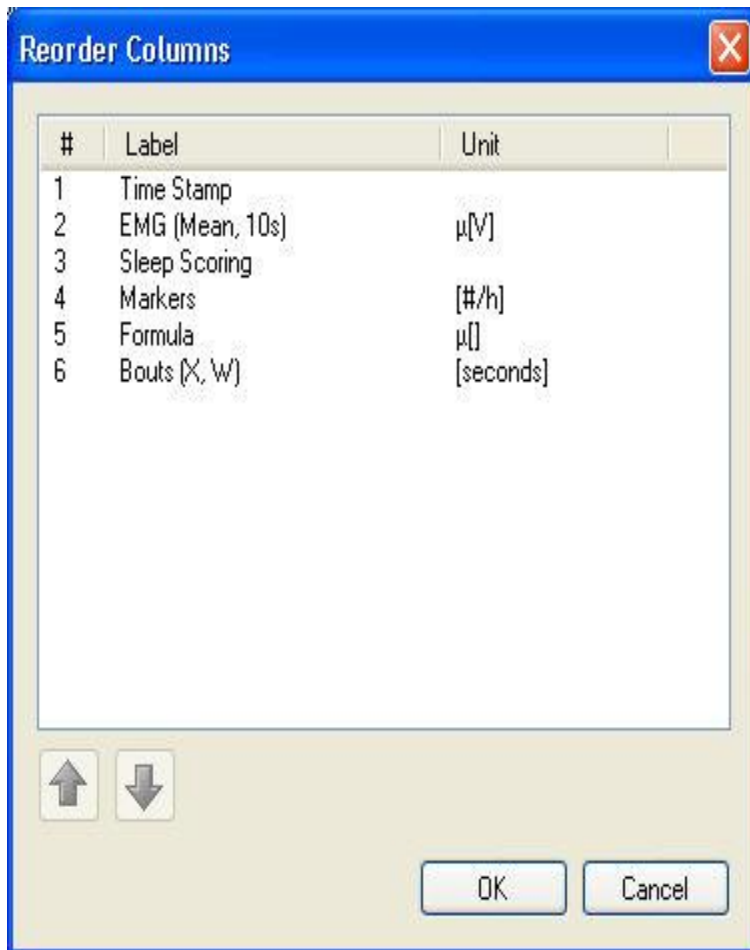 Reorder Columns
# Label Unit
1 Time Stamp
2 EMG (Mean, 10s) µ[V]
3 Sleep Scoring
4 Markers [#/h]
5 Formula µ[]
6 Bouts (X, W) [seconds]
OK Cancel